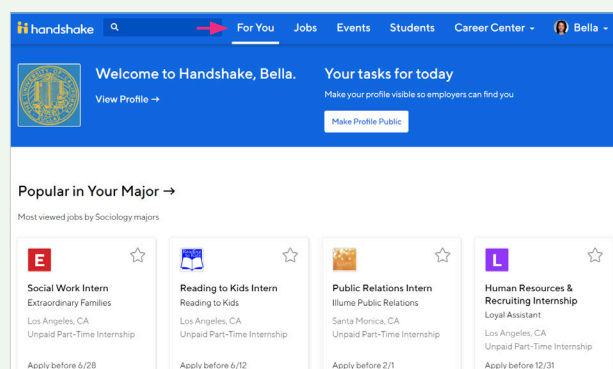 handshake
For You
Jobs
Events
Students
Career Center
Bella
Welcome to Handshake, Bella.
View Profile →
Your tasks for today
Make your profile visible so employers can find you
Make Profile Public
Popular in Your Major →
Most viewed jobs by Sociology majors
E
Social Work Intern
Extraordinary Families
Los Angeles, CA
Unpaid Part-Time Internship
Apply before 6/28
Reading to Kids Intern
Reading to Kids
Los Angeles, CA
Unpaid Part-Time Internship
Apply before 6/12
Public Relations Intern
Illume Public Relations
Santa Monica, CA
Unpaid Part-Time Internship
Apply before 2/1
L
Human Resources &
Recruiting Internship
Loyal Assistant
Los Angeles, CA
Unpaid Part-Time Internship
Apply before 12/31